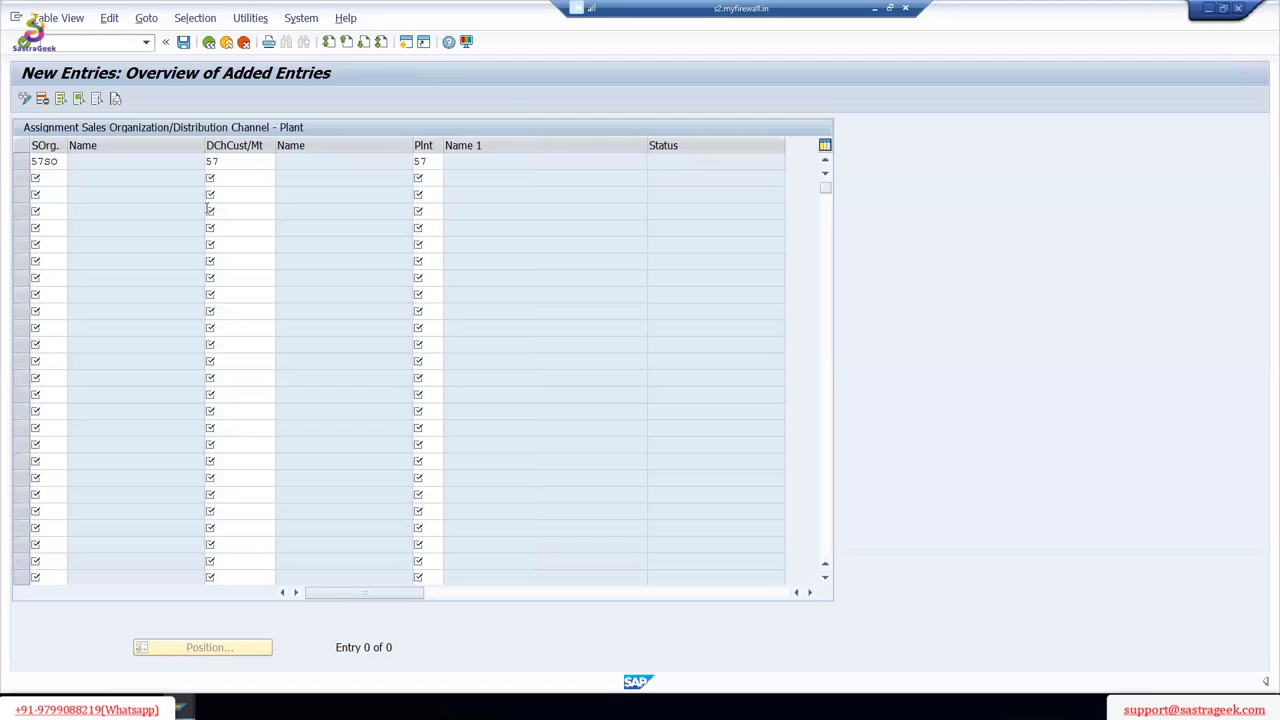 s2.myfirewall.in
Table View Edit Goto Selection Utilities System Help
SASTRAGEEK
New Entries: Overview of Added Entries
Assignment Sales Organization/Distribution Channel - Plant
SOrg. Name DChCust/Mt Name Plnt Name 1 Status
57SO 57 57
Position... Entry 0 of 0
SAP
+91-9799088219(Whatsapp)
support@sastrageek.com